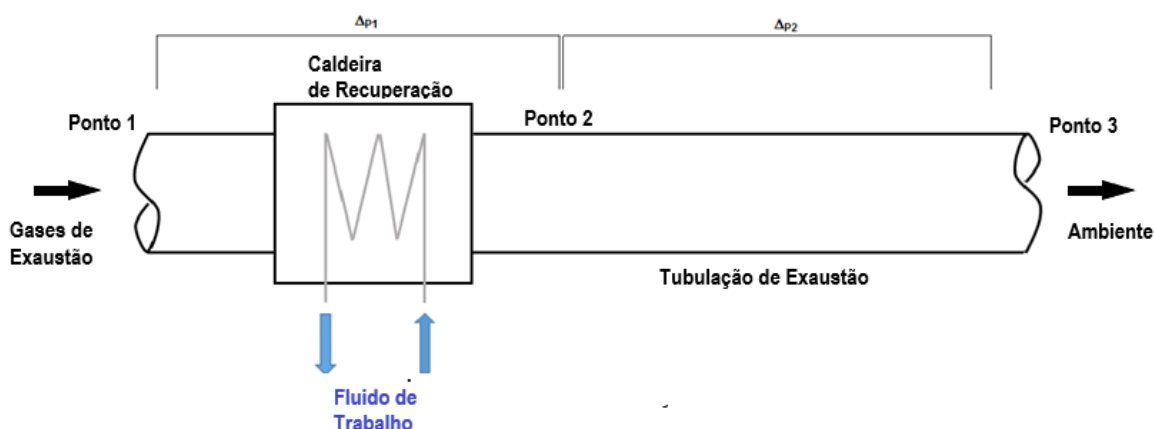 ΔP1
ΔP2
Caldeira
de Recuperação
Ponto 1
Ponto 2
Ponto 3
Gases de
Exaustão
Ambiente
Tubulação de Exaustão
Fluido de
Trabalho